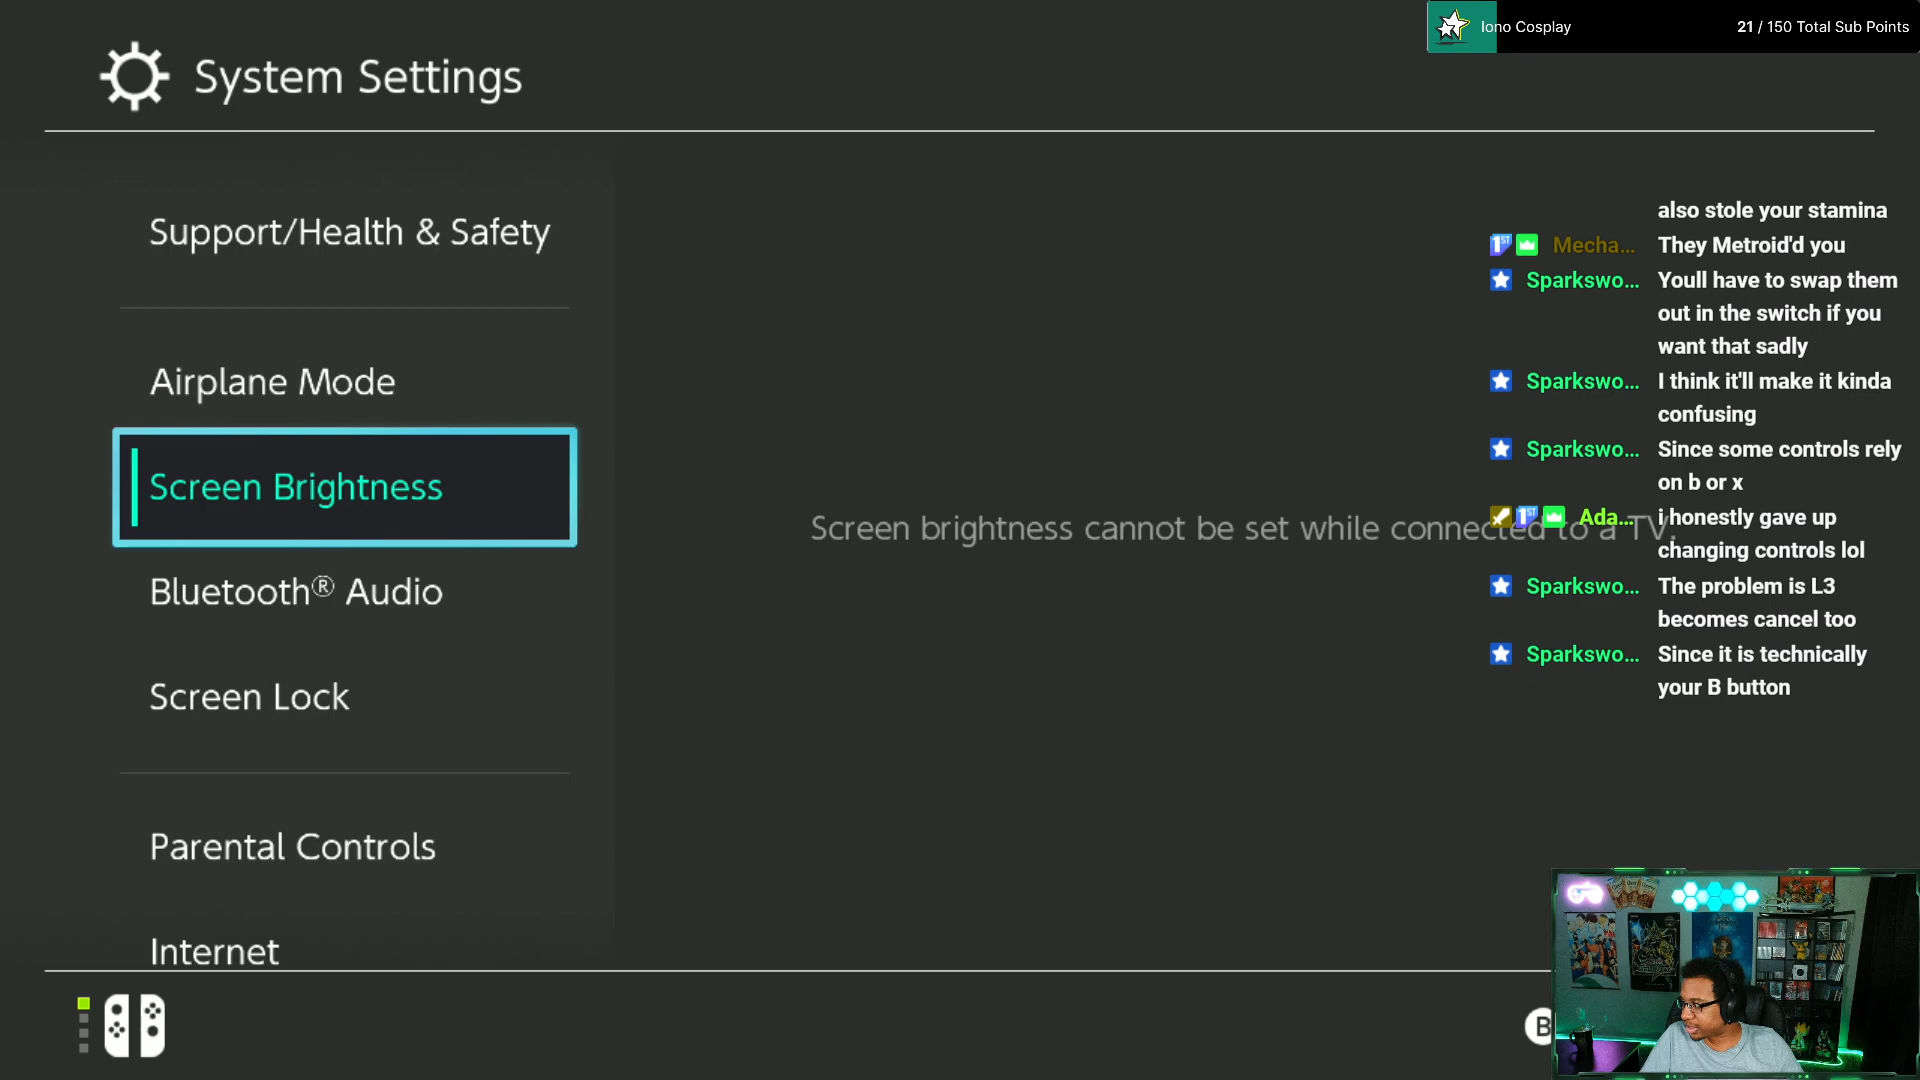 Iono Cosplay
21 / 150 Total Sub Points
System Settings
Support/Health & Safety
Airplane Mode
Screen Brightness
Bluetooth® Audio
Screen Lock
Parental Controls
Internet
Screen brightness cannot be set while connected to a TV.
also stole your stamina
Mecha... They Metroid'd you
Sparkswo... Youll have to swap them
out in the switch if you
want that sadly
Sparkswo... I think it'll make it kinda
confusing
Sparkswo... Since some controls rely
on b or x
Ada... i honestly gave up
changing controls lol
Sparkswo... The problem is L3
becomes cancel too
Sparkswo... Since it is technically
your B button
B